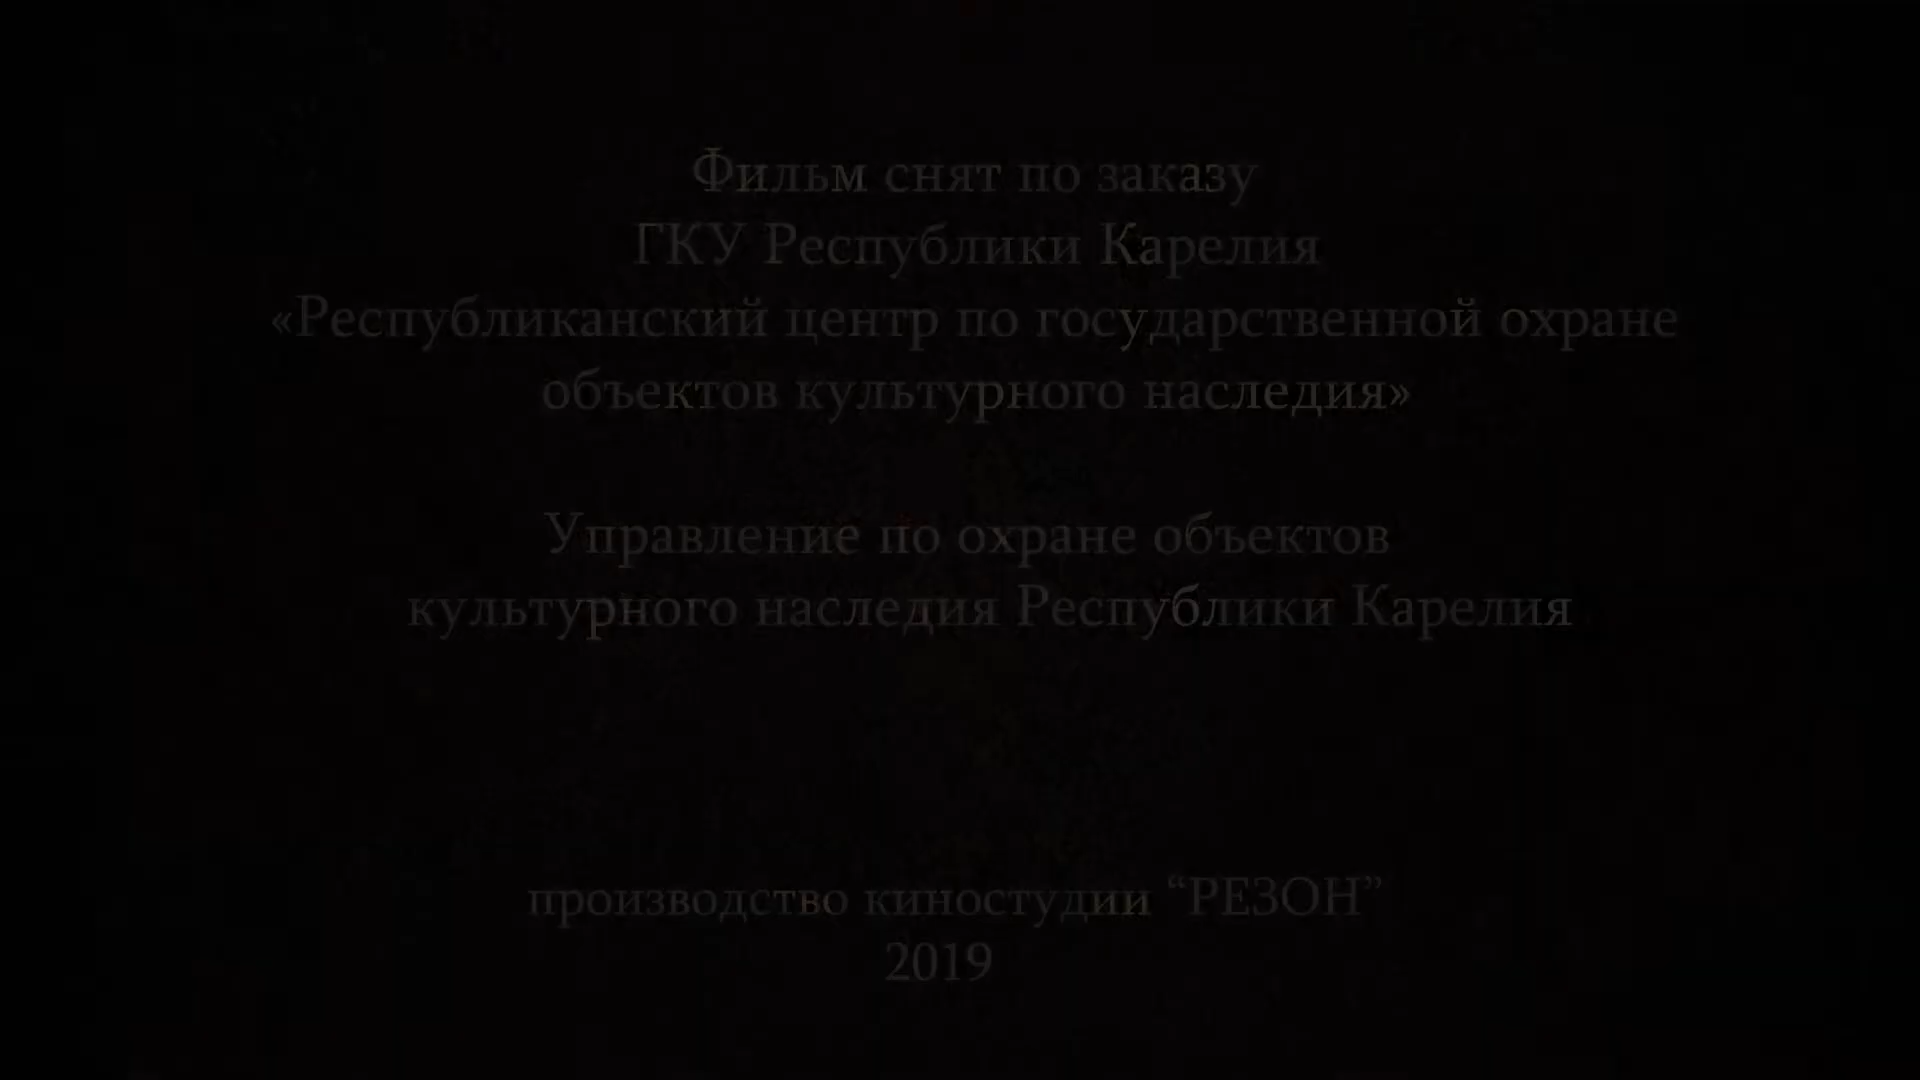 Фильм снят по заказу
ГКУ Республики Карелия
«Республиканский центр по государственной охране
объектов культурного наследия»
Управление по охране объектов
культурного наследия Республики Карелия
производство киностудии “РЕЗОН”
2019